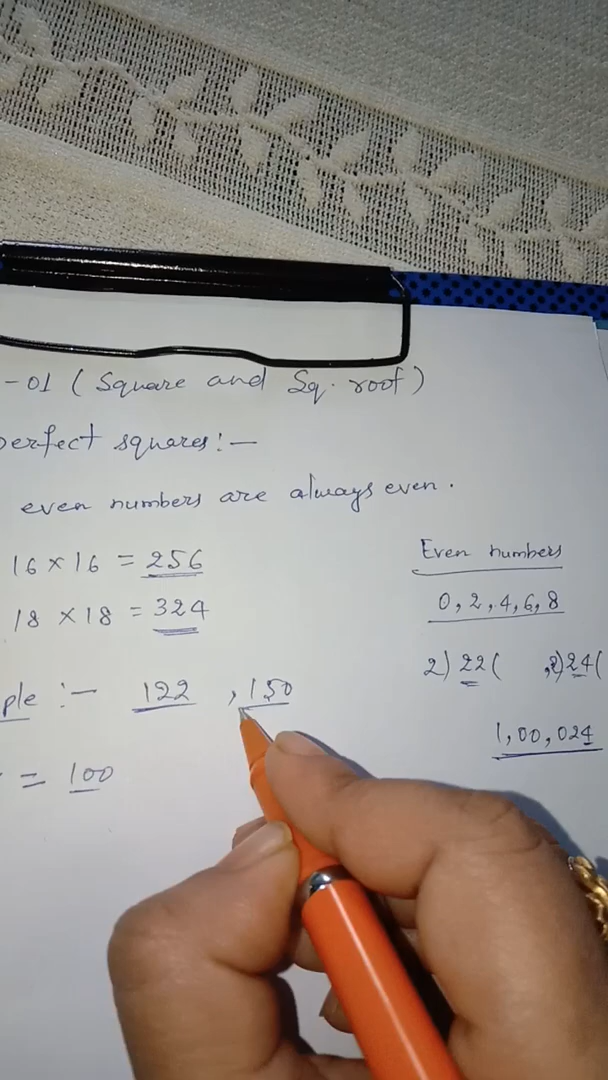 -01 (Square and Sq. root)
perfect squares:-
even numbers are always even.
16 × 16 = 256
18 × 18 = 324
ple :- 122 , 150
= 100
Even numbers
0, 2, 4, 6, 8
2) 22 ( , 2) 24 (
1,00,024